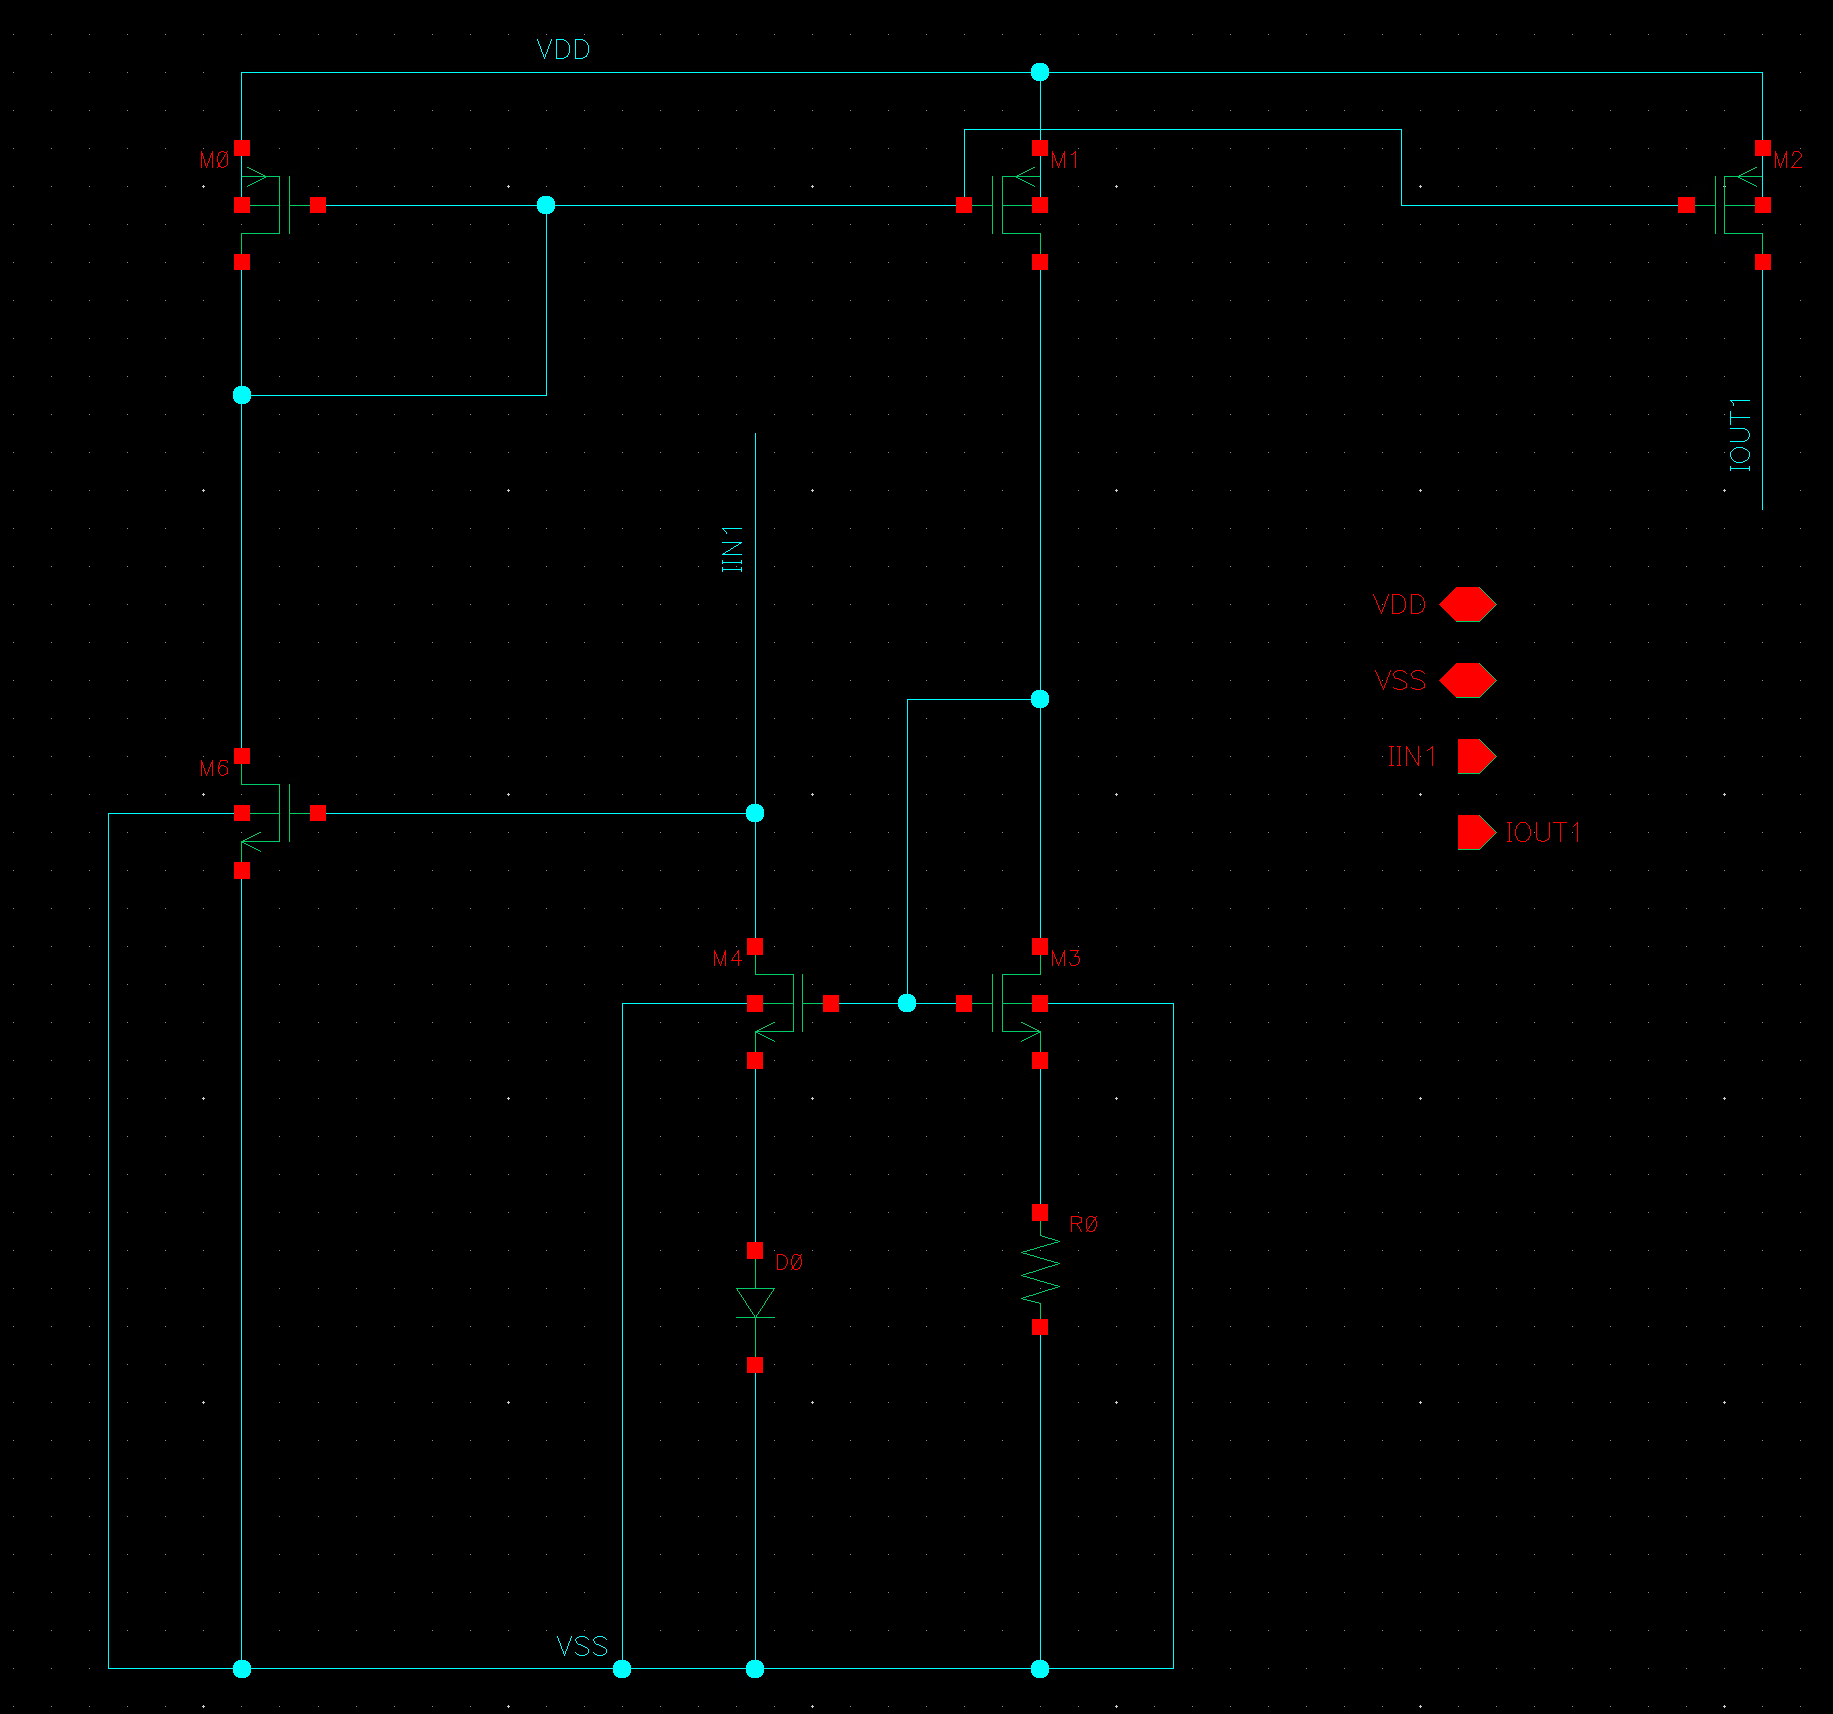 VDD
MØ
M1
M2
IOUT1
IIN1
VDD
VSS
IIN1
IOUT1
M6
M4
M3
RØ
DØ
VSS